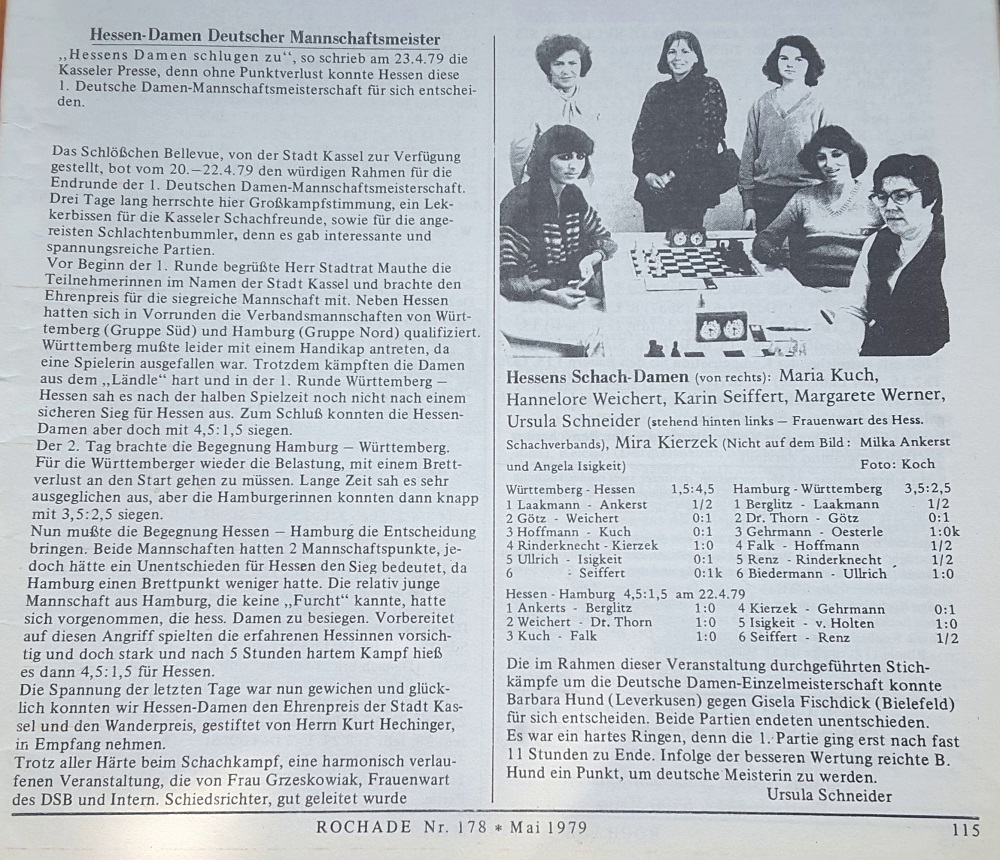 Hessen-Damen Deutscher Mannschaftsmeister
„Hessens Damen schlugen zu“, so schrieb am 23.4.79 die
Kasseler Presse, denn ohne Punktverlust konnte Hessen diese
1. Deutsche Damen-Mannschaftsmeisterschaft für sich entschei-
den.
Das Schlößchen Bellevue, von der Stadt Kassel zur Verfügung
gestellt, bot vom 20.—22.4.79 den würdigen Rahmen für die
Endrunde der 1. Deutschen Damen-Mannschaftsmeisterschaft.
Drei Tage lang herrschte hier Großkampfstimmung, ein Lek-
kerbissen für die Kasseler Schachfreunde, sowie für die ange-
reisten Schlachtenbummler, denn es gab interessante und
spannungsreiche Partien.
Vor Beginn der 1. Runde begrüßte Herr Stadtrat Mauthe die
Teilnehmerinnen im Namen der Stadt Kassel und brachte den
Ehrenpreis für die siegreiche Mannschaft mit. Neben Hessen
hatten sich in Vorrunden die Verbandsmannschaften von Würt-
temberg (Gruppe Süd) und Hamburg (Gruppe Nord) qualifiziert.
Württemberg mußte leider mit einem Handikap antreten, da
eine Spielerin ausgefallen war. Trotzdem kämpften die Damen
aus dem „Ländle“ hart und in der 1. Runde Württemberg —
Hessen sah es nach der halben Spielzeit noch nicht nach einem
sicheren Sieg für Hessen aus. Zum Schluß konnten die Hessen-
Damen aber doch mit 4,5:1,5 siegen.
Der 2. Tag brachte die Begegnung Hamburg — Württemberg.
Für die Württemberger wieder die Belastung, mit einem Brett-
verlust an den Start gehen zu müssen. Lange Zeit sah es sehr
ausgeglichen aus, aber die Hamburgerinnen konnten dann knapp
mit 3,5:2,5 siegen.
Nun mußte die Begegnung Hessen — Hamburg die Entscheidung
bringen. Beide Mannschaften hatten 2 Mannschaftspunkte, je-
doch hätte ein Unentschieden für Hessen den Sieg bedeutet, da
Hamburg einen Brettpunkt weniger hatte. Die relativ junge
Mannschaft aus Hamburg, die keine „Furcht“ kannte, hatte
sich vorgenommen, die hess. Damen zu besiegen. Vorbereitet
auf diesen Angriff spielten die erfahrenen Hessinnen vorsich-
tig und doch stark und nach 5 Stunden hartem Kampf hieß
es dann 4,5:1,5 für Hessen.
Die Spannung der letzten Tage war nun gewichen und glück-
lich konnten wir Hessen-Damen den Ehrenpreis der Stadt Kas-
sel und den Wanderpreis, gestiftet von Herrn Kurt Hechinger,
in Empfang nehmen.
Trotz aller Härte beim Schachkampf, eine harmonisch verlau-
fenen Veranstaltung, die von Frau Grzeskowiak, Frauenwart
des DSB und Intern. Schiedsrichter, gut geleitet wurde
Hessens Schach-Damen (von rechts): Maria Kuch,
Hannelore Weichert, Karin Seiffert, Margarete Werner,
Ursula Schneider (stehend hinten links — Frauenwart des Hess.
Schachverbands), Mira Kierzek (Nicht auf dem Bild: Milka Ankerst
und Angela Isigkeit) Foto: Koch
Württemberg - Hessen 1,5:4,5
1 Laakmann - Ankerst 1/2
2 Götz - Weichert 0:1
3 Hoffmann - Kuch 0:1
4 Rinderknecht - Kierzek 1:0
5 Ullrich - Isigkeit 0:1
6 - Seiffert 0:1k
Hamburg - Württemberg 3,5:2,5
1 Berglitz - Laakmann 1/2
2 Dr. Thorn - Götz 0:1
3 Gehrmann - Oesterle 1:0k
4 Falk - Hoffmann 1/2
5 Renz - Rinderknecht 1/2
6 Biedermann - Ullrich 1:0
Hessen - Hamburg 4,5:1,5 am 22.4.79
1 Ankerts - Berglitz 1:0
2 Weichert - Dr. Thorn 1:0
3 Kuch - Falk 1:0
4 Kierzek - Gehrmann 0:1
5 Isigkeit - v. Holten 1:0
6 Seiffert - Renz 1/2
Die im Rahmen dieser Veranstaltung durchgeführten Stich-
kämpfe um die Deutsche Damen-Einzelmeisterschaft konnte
Barbara Hund (Leverkusen) gegen Gisela Fischdick (Bielefeld)
für sich entscheiden. Beide Partien endeten unentschieden.
Es war ein hartes Ringen, denn die 1. Partie ging erst nach fast
11 Stunden zu Ende. Infolge der besseren Wertung reichte B.
Hund ein Punkt, um deutsche Meisterin zu werden.
Ursula Schneider
ROCHADE Nr. 178 * Mai 1979
115